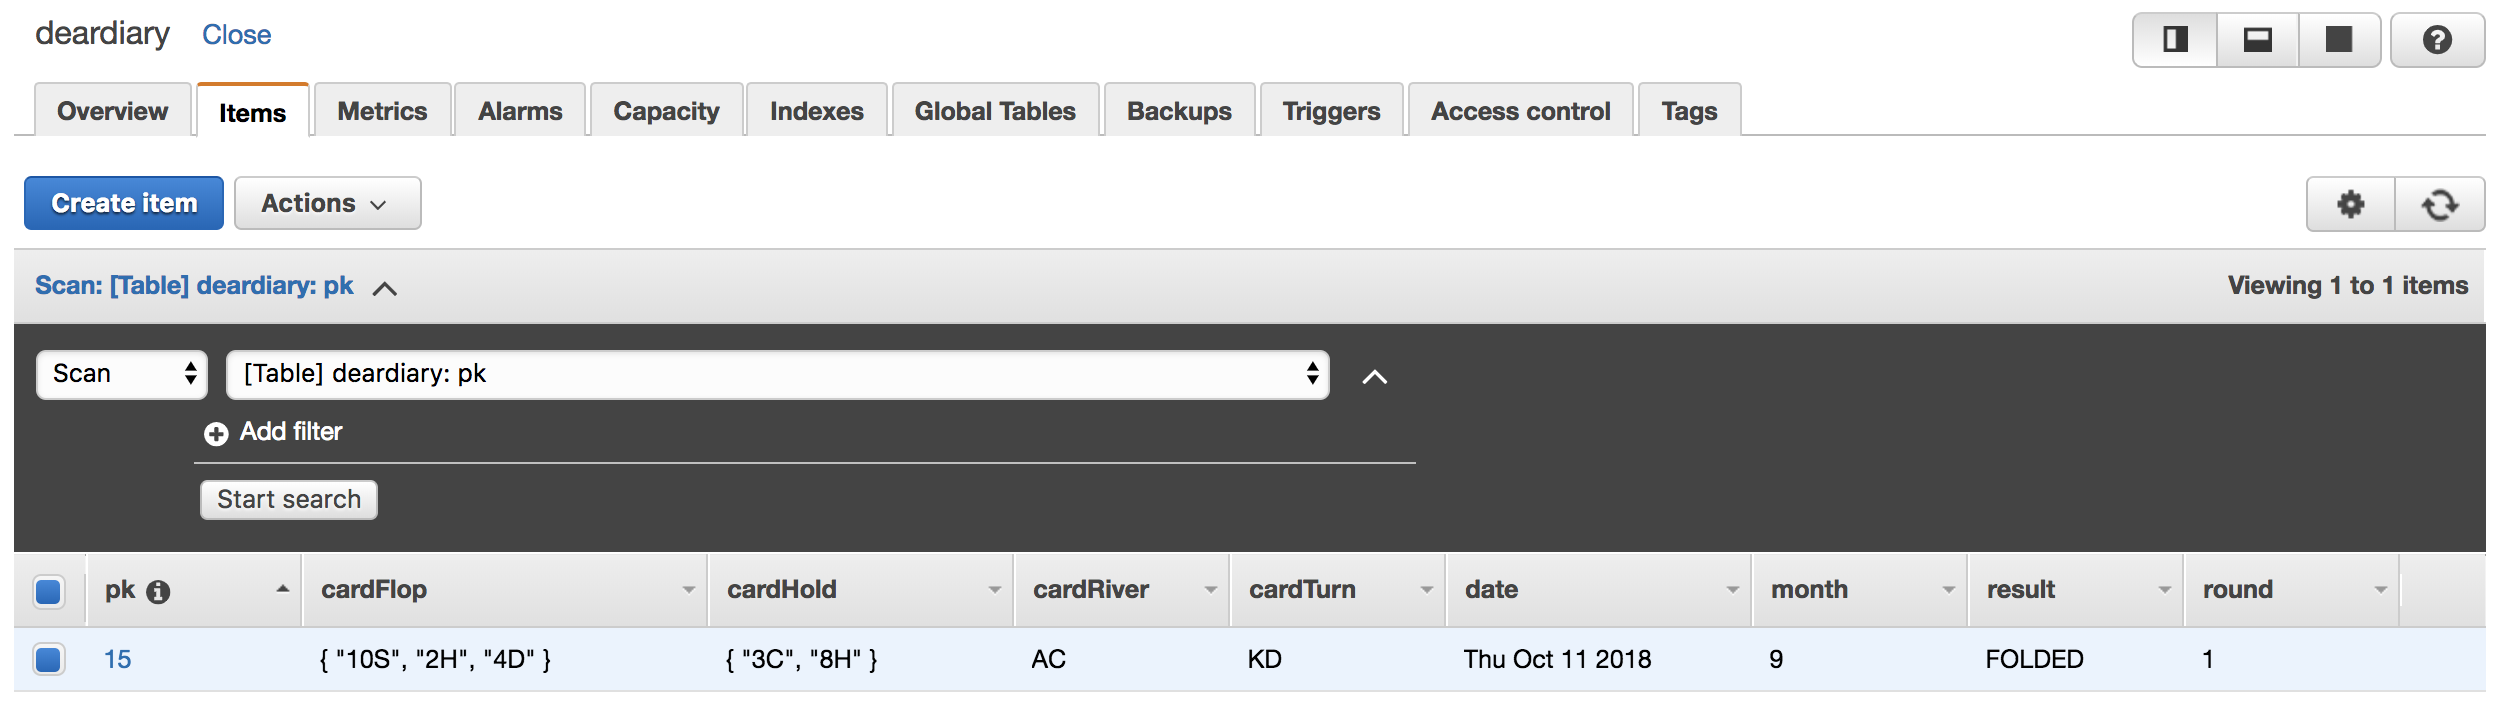 deardiary Close
Overview Items Metrics Alarms Capacity Indexes Global Tables Backups Triggers Access control Tags
Create item Actions
Scan: [Table] deardiary: pk Viewing 1 to 1 items
Scan [Table] deardiary: pk
Add filter
Start search
pk cardFlop cardHold cardRiver cardTurn date month result round
15 { "10S", "2H", "4D" } { "3C", "8H" } AC KD Thu Oct 11 2018 9 FOLDED 1